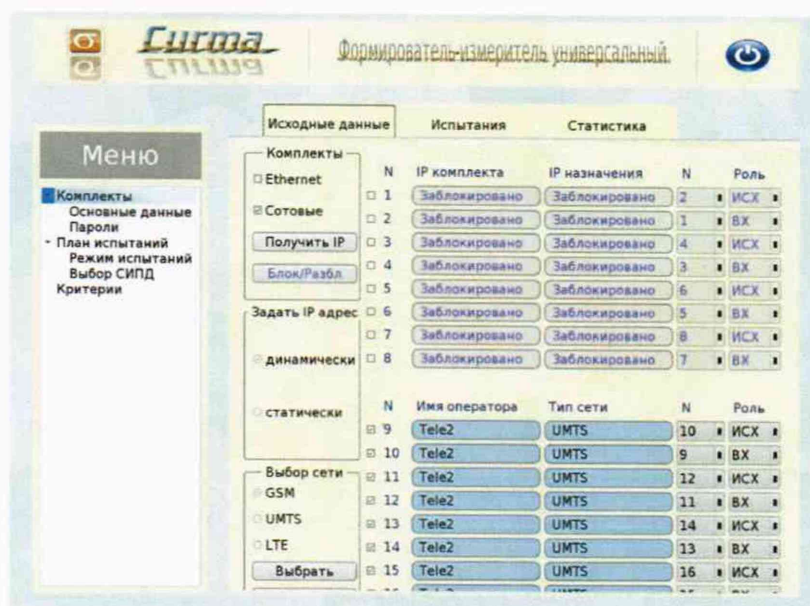 Сигма
Формирователь-измеритель универсальный
Исходные данные Испытания Статистика
Меню
Комплекты
Основные данные
Пароли
План испытаний
Режим испытаний
Выбор СИПД
Критерии
Комплекты
Ethernet
Сотовые
Получить IP
Блок/Разбл
Задать IP адрес
динамически
статически
Выбор сети
GSM
UMTS
LTE
Выбрать
N IP комплекта IP назначения N Роль
1 Заблокировано Заблокировано 2 ИСХ
2 Заблокировано Заблокировано 1 ВХ
3 Заблокировано Заблокировано 4 ИСХ
4 Заблокировано Заблокировано 3 ВХ
5 Заблокировано Заблокировано 6 ИСХ
6 Заблокировано Заблокировано 5 ВХ
7 Заблокировано Заблокировано 8 ИСХ
8 Заблокировано Заблокировано 7 ВХ
N Имя оператора Тип сети N Роль
9 Tele2 UMTS 10 ИСХ
10 Tele2 UMTS 9 ВХ
11 Tele2 UMTS 12 ИСХ
12 Tele2 UMTS 11 ВХ
13 Tele2 UMTS 14 ИСХ
14 Tele2 UMTS 13 ВХ
15 Tele2 UMTS 16 ИСХ